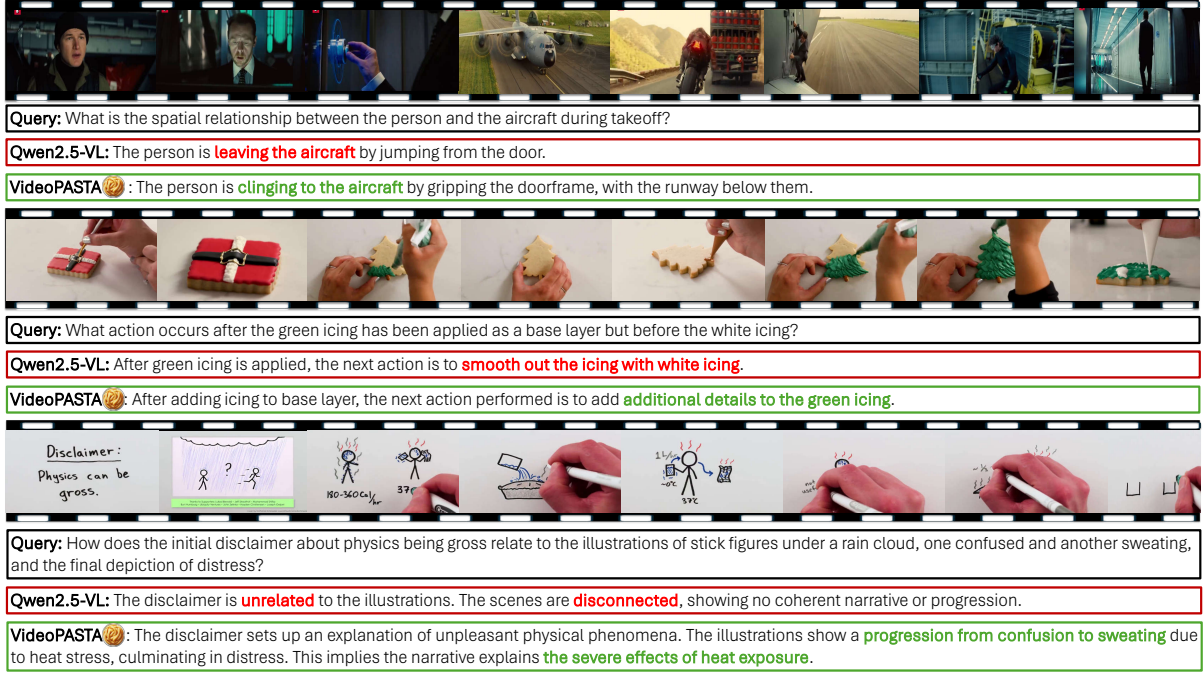 Query: What is the spatial relationship between the person and the aircraft during takeoff?
Qwen2.5-VL: The person is leaving the aircraft by jumping from the door.
VideoPASTA : The person is clinging to the aircraft by gripping the doorframe, with the runway below them.
Query: What action occurs after the green icing has been applied as a base layer but before the white icing?
Qwen2.5-VL: After green icing is applied, the next action is to smooth out the icing with white icing.
VideoPASTA : After adding icing to base layer, the next action performed is to add additional details to the green icing.
Disclaimer:
Physics can be
gross.
?
180-360Cal/hr
37C
1L/hr
~0C
37C
not
useful
Query: How does the initial disclaimer about physics being gross relate to the illustrations of stick figures under a rain cloud, one confused and another sweating,
and the final depiction of distress?
Qwen2.5-VL: The disclaimer is unrelated to the illustrations. The scenes are disconnected, showing no coherent narrative or progression.
VideoPASTA : The disclaimer sets up an explanation of unpleasant physical phenomena. The illustrations show a progression from confusion to sweating due
to heat stress, culminating in distress. This implies the narrative explains the severe effects of heat exposure.